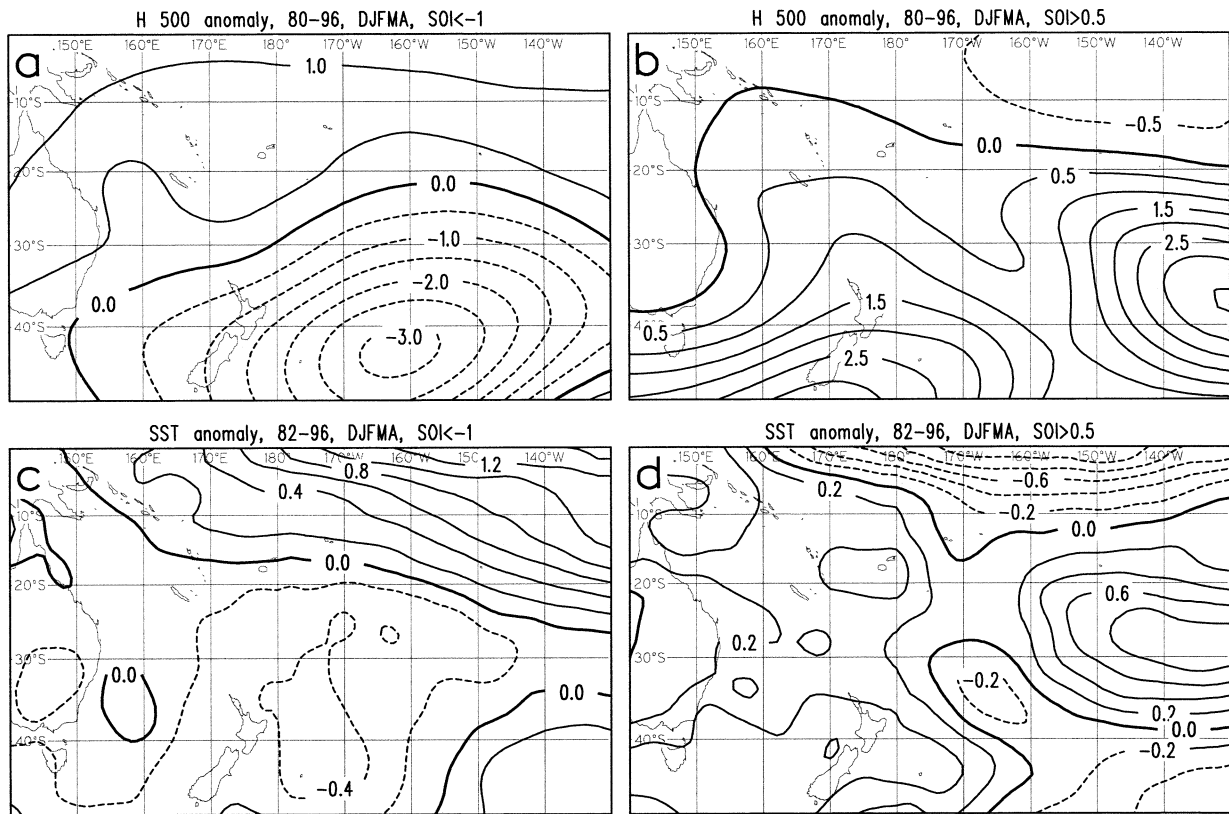 H 500 anomaly, 80-96, DJFMA, SOI<-1
a
150°E 160°E 170°E 180° 170°W 160°W 150°W 140°W
1.0
10°S
20°S
0.0
30°S
-1.0
-2.0
0.0
40°S
-3.0
H 500 anomaly, 80-96, DJFMA, SOI>0.5
b
150°E 160°E 170°E 180° 170°W 160°W 150°W 140°W
10°S
-0.5
0.0
20°S
0.5
1.5
30°S
2.5
1.5
0.5
40°S
2.5
SST anomaly, 82-96, DJFMA, SOI<-1
c
150°E 160°E 170°E 180° 170°W 160°W 150°W 140°W
0.8
1.2
0.4
10°S
0.0
20°S
30°S
0.0
0.0
40°S
-0.4
SST anomaly, 82-96, DJFMA, SOI>0.5
d
150°E 160°E 170°E 180° 170°W 160°W 150°W 140°W
0.2
-0.6
-0.2
10°S
0.0
20°S
0.6
0.2
30°S
-0.2
0.2
0.0
40°S
-0.2